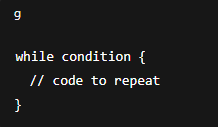 g
while condition {
  // code to repeat
}